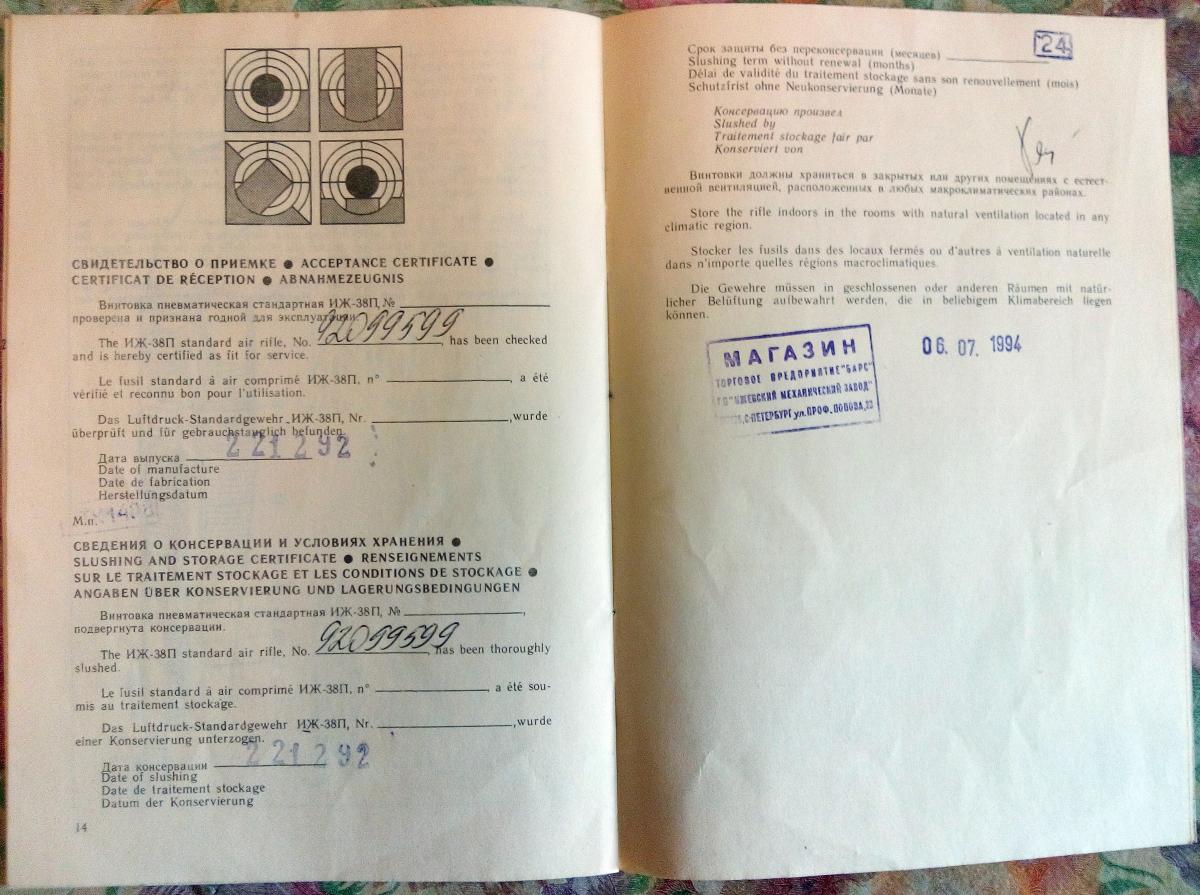 СВИДЕТЕЛЬСТВО О ПРИЕМКЕ ● ACCEPTANCE CERTIFICATE ●
CERTIFICAT DE RÉCEPTION ● ABNAHMEZEUGNIS
Винтовка пневматическая стандартная ИЖ-38П, №
проверена и признана годной для эксплуатации.
92099599
The ИЖ-38П standard air rifle, No. , has been checked
and is hereby certified as fit for service.
Le fusil standard à air comprimé ИЖ-38П, n° , a été
vérifié et reconnu bon pour l'utilisation.
Das Luftdruck-Standardgewehr ИЖ-38П, Nr. ,wurde
überprüft und für gebrauchstauglich befunden.
Дата выпуска 221292
Date of manufacture
Date de fabrication
Herstellungsdatum
М.п.
СВЕДЕНИЯ О КОНСЕРВАЦИИ И УСЛОВИЯХ ХРАНЕНИЯ ●
SLUSHING AND STORAGE CERTIFICATE ● RENSEIGNEMENTS
SUR LE TRAITEMENT STOCKAGE ET LES CONDITIONS DE STOCKAGE ●
ANGABEN ÜBER KONSERVIERUNG UND LAGERUNGSBEDINGUNGEN
Винтовка пневматическая стандартная ИЖ-38П, № ,
подвергнута консервации.
92099599
The ИЖ-38П standard air rifle, No. , has been thoroughly
slushed.
Le fusil standard à air comprimé ИЖ-38П, n° , a été sou-
mis au traitement stockage.
Das Luftdruck-Standardgewehr ИЖ-38П, Nr. ,wurde
einer Konservierung unterzogen.
Дата консервации 221292
Date of slushing
Date de traitement stockage
Datum der Konservierung
14
Срок защиты без переконсервации (месяцев) 24
Slushing term without renewal (months)
Délai de validité du traitement stockage sans son renouvellement (mois)
Schutzfrist ohne Neukonservierung (Monate)
Консервацию произвел
Slushed by
Traitement stockage fair par
Konserviert von
Винтовки должны храниться в закрытых или других помещениях с естест-
венной вентиляцией, расположенных в любых макроклиматических районах.
Store the rifle indoors in the rooms with natural ventilation located in any
climatic region.
Stocker les fusils dans des locaux fermés ou d'autres à ventilation naturelle
dans n'importe quelles régions macroclimatiques.
Die Gewehre müssen in geschlossenen oder anderen Räumen mit natür-
licher Belüftung aufbewahrt werden, die in beliebigem Klimabereich liegen
können.
МАГАЗИН
ТОРГОВОЕ ПРЕДПРИЯТИЕ "БАРС"
"ИЖЕВСКИЙ МЕХАНИЧЕСКИЙ ЗАВОД"
С-ПЕТЕРБУРГ ул. ПРОФ. ПОПОВА, 23
06. 07. 1994